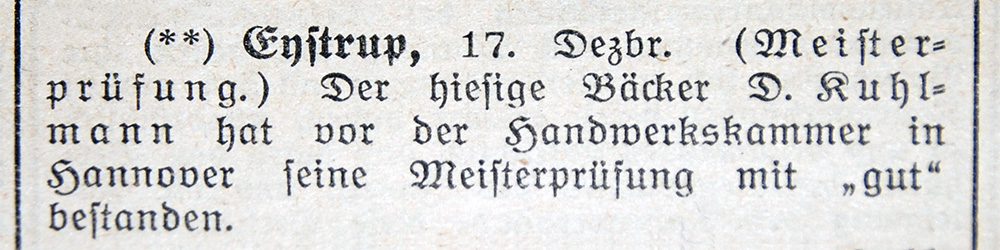 (**) Eystrup, 17. Dezbr. (Meister-
prüfung.) Der hiesige Bäcker D. Kuhl-
mann hat vor der Handwerkskammer in
Hannover seine Meisterprüfung mit „gut“
bestanden.